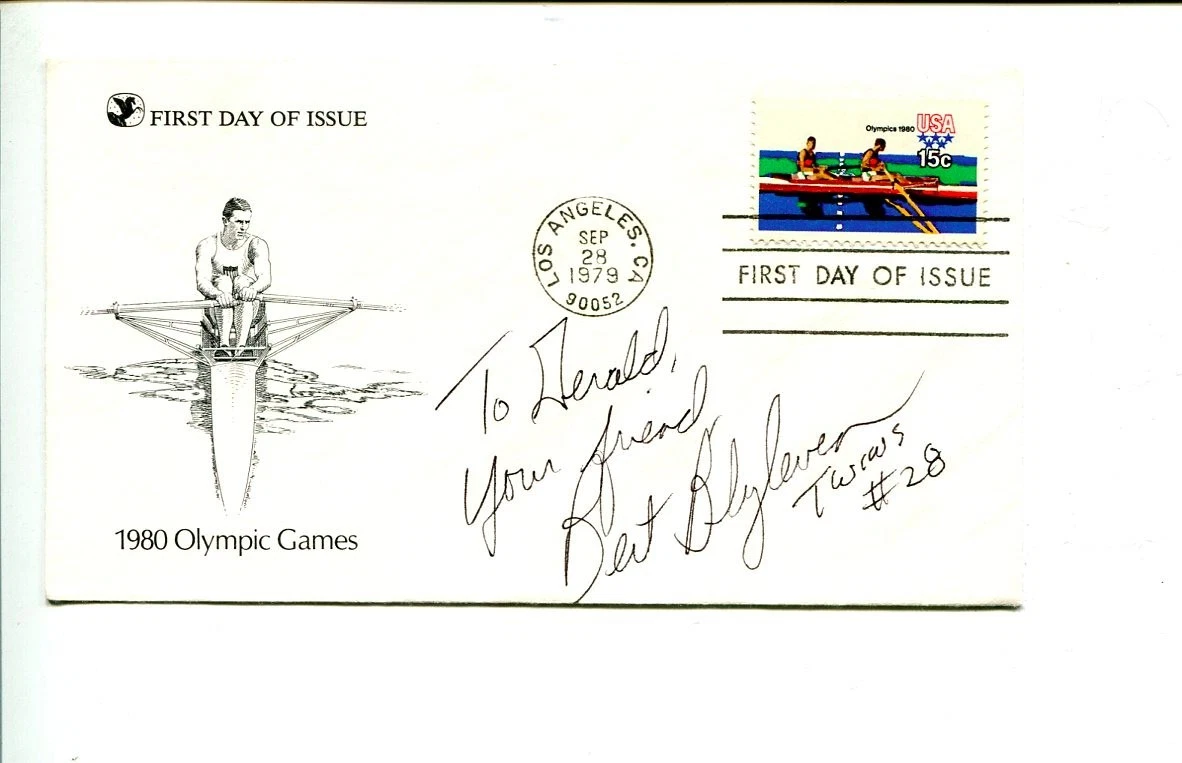 FIRST DAY OF ISSUE
Olympics 1980 USA
15c
LOS ANGELES, CA
SEP
28
1979
90052
FIRST DAY OF ISSUE
To Gerald,
Your friend
Bert Blyleven
Twins
#28
1980 Olympic Games